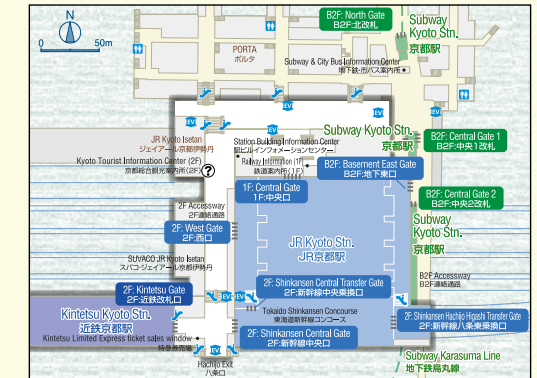 N
0 50m
PORTA
ポルタ
B2F: North Gate
B2F:北改札
Subway
Kyoto Stn.
京都駅
Subway & City Bus Information Center
地下鉄・市バス案内所
EV
EV
EV
EV
JR Kyoto Isetan
ジェイアール京都伊勢丹
Kyoto Tourist Information Center (2F)
京都総合観光案内所(2F)
?
Station Building Information Center
駅ビルインフォメーションセンター
Railway Information (1F)
鉄道案内所(1F)
Subway Kyoto Stn.
京都駅
B2F: Central Gate 1
B2F:中央1改札
B2F: Basement East Gate
B2F:地下東口
1F: Central Gate
1F:中央口
B2F: Central Gate 2
B2F:中央2改札
2F Accessway
2F連絡通路
2F: West Gate
2F:西口
Subway
Kyoto Stn.
京都駅
JR Kyoto Stn.
JR京都駅
SUVACO JR Kyoto Isetan
スバコ・ジェイアール京都伊勢丹
B2F Accessway
B2F連絡通路
2F: Kintetsu Gate
2F:近鉄改札口
2F: Shinkansen Central Transfer Gate
2F:新幹線中央乗換口
Kintetsu Kyoto Stn.
近鉄京都駅
Tokaido Shinkansen Concourse
東海道新幹線コンコース
2F: Shinkansen Hachijo Higashi Transfer Gate
2F:新幹線八条東乗換口
Kintetsu Limited Express ticket sales window
特急券売場
2F: Shinkansen Central Gate
2F:新幹線中央口
Hachijo Exit
八条口
Subway Karasuma Line
地下鉄烏丸線